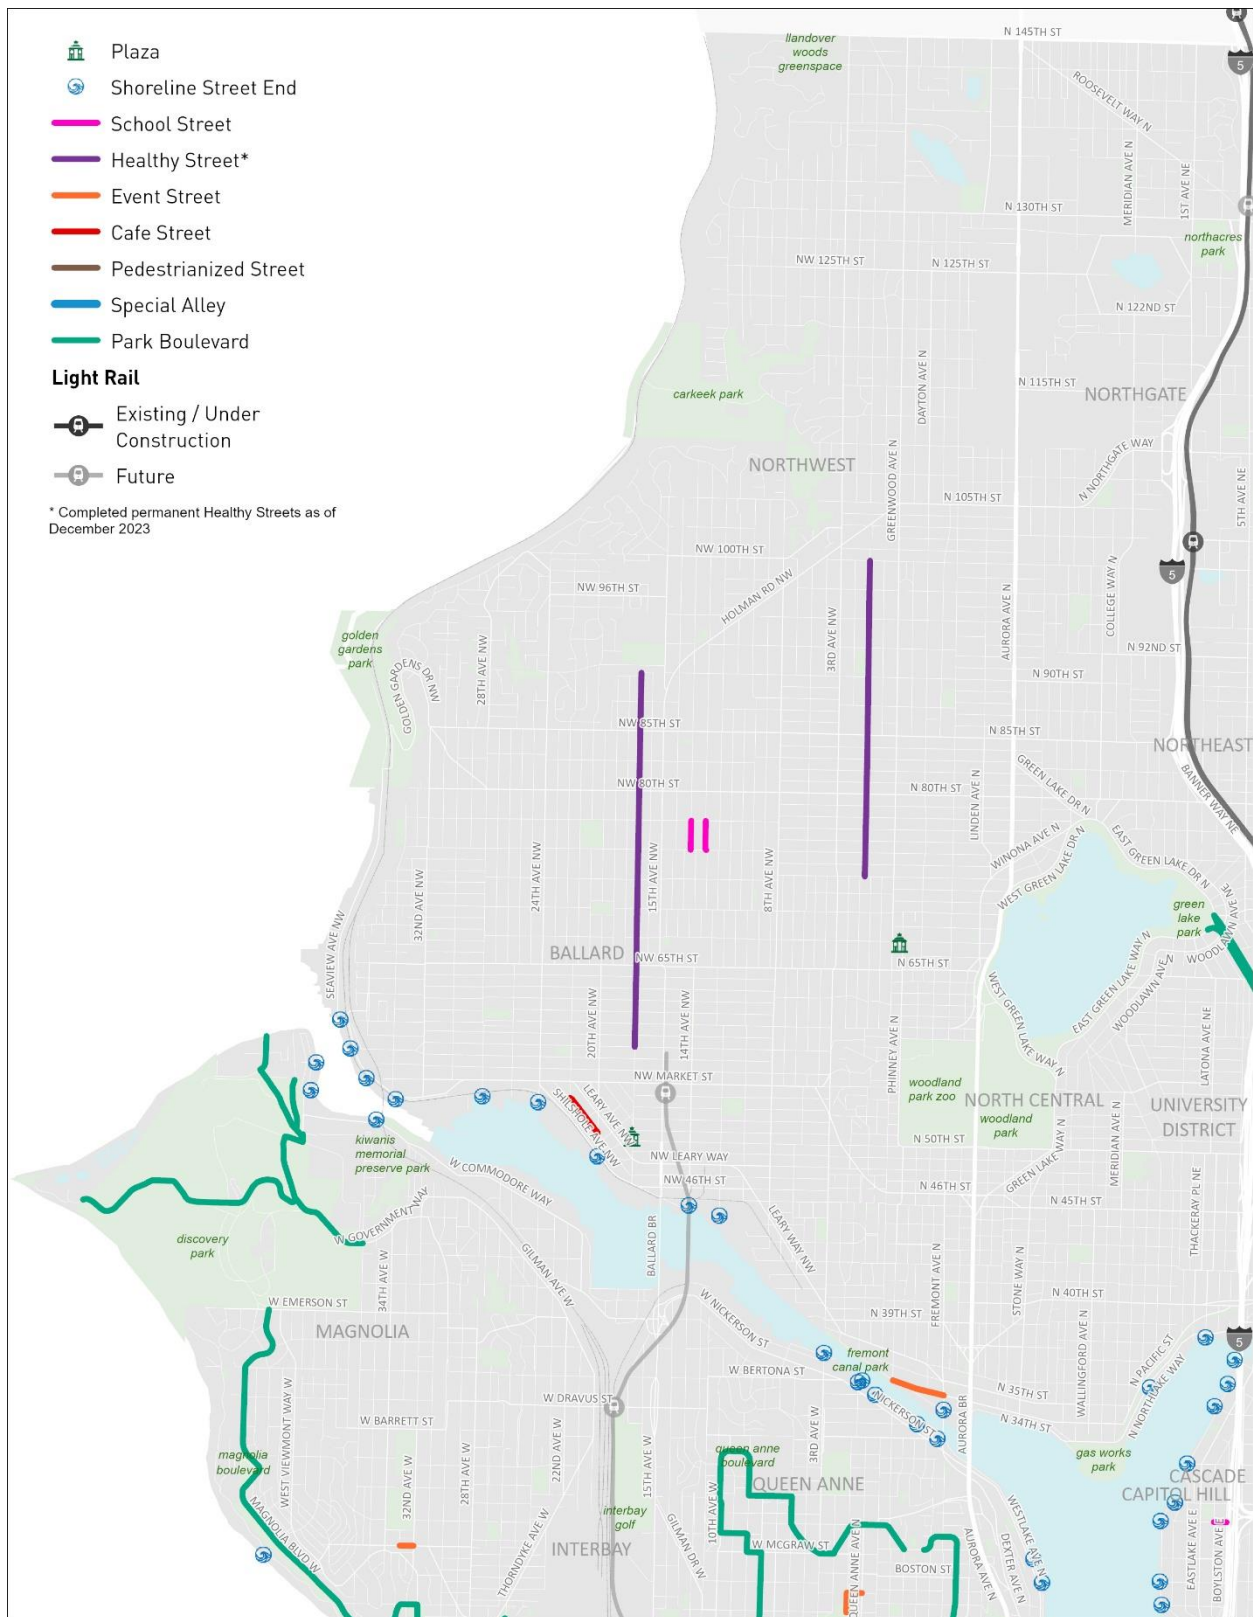 Plaza
Shoreline Street End
School Street
Healthy Street*
Event Street
Cafe Street
Pedestrianized Street
Special Alley
Park Boulevard
Light Rail
Existing / Under
Construction
Future
* Completed permanent Healthy Streets as of
December 2023
N 145TH ST
5
llandover
woods
greenspace
ROOSEVELT WAY N
MERIDIAN AVE N
1ST AVE NE
N 130TH ST
northacres
park
NW 125TH ST
N 125TH ST
N 122ND ST
carkeek park
DAYTON AVE N
N 115TH ST
NORTHGATE
NORTHWEST
GREENWOOD AVE N
N NORTHGATE WAY
N 105TH ST
5TH AVE NE
NW 100TH ST
HOLMAN RD NW
NW 96TH ST
3RD AVE NW
AURORA AVE N
COLLEGE WAY N
5
golden
gardens
park
GOLDEN GARDENS DR NW
28TH AVE NW
N 92ND ST
N 90TH ST
NW 85TH ST
N 85TH ST
NORTHEAST
GREEN LAKE DR N
BANNER WAY NE
NW 80TH ST
N 80TH ST
LINDEN AVE N
WINONA AVE N
WEST GREEN LAKE DR N
EAST GREEN LAKE DR N
24TH AVE NW
15TH AVE NW
8TH AVE NW
32ND AVE NW
green
lake
park
WOODLAWN AVE NE
SEAVIEW AVE NW
BALLARD
NW 65TH ST
N 65TH ST
EAST GREEN LAKE WAY N
WOODLAWN AVE N
WEST GREEN LAKE WAY N
20TH AVE NW
14TH AVE NW
PHINNEY AVE N
LATONA AVE NE
NW MARKET ST
woodland
park zoo
NORTH CENTRAL
woodland
park
UNIVERSITY
DISTRICT
LEARY AVE NW
SHILSHOLE AVE NW
kiwanis
memorial
preserve park
N 50TH ST
W COMMODORE WAY
NW LEARY WAY
NW 46TH ST
N 46TH ST
GREEN LAKE WAY N
MERIDIAN AVE N
N 45TH ST
THACKERAY PL NE
W GOVERNMENT WAY
discovery
park
34TH AVE W
GILMAN AVE W
BALLARD BR
LEARY WAY NW
FREMONT AVE N
STONE WAY N
W EMERSON ST
N 40TH ST
MAGNOLIA
W NICKERSON ST
N 39TH ST
WALLINGFORD AVE N
N PACIFIC ST
N NORTHLAKE WAY
5
fremont
canal park
W BERTONA ST
W DRAVUS ST
NICKERSON ST
N 35TH ST
N 34TH ST
W BARRETT ST
WEST VIEWMONT WAY W
22ND AVE W
3RD AVE W
AURORA BR
magnolia
boulevard
32ND AVE W
28TH AVE W
15TH AVE W
queen anne
boulevard
QUEEN ANNE
gas works
park
CASCADE
CAPITOL HILL
10TH AVE W
MAGNOLIA BLVD W
interbay
golf
GILMAN DR W
THORNDYKE AVE W
INTERBAY
W MCGRAW ST
QUEEN ANNE AVE N
BOSTON ST
AURORA AVE N
DEXTER AVE N
WESTLAKE AVE N
EASTLAKE AVE E
BOYLSTON AVE E